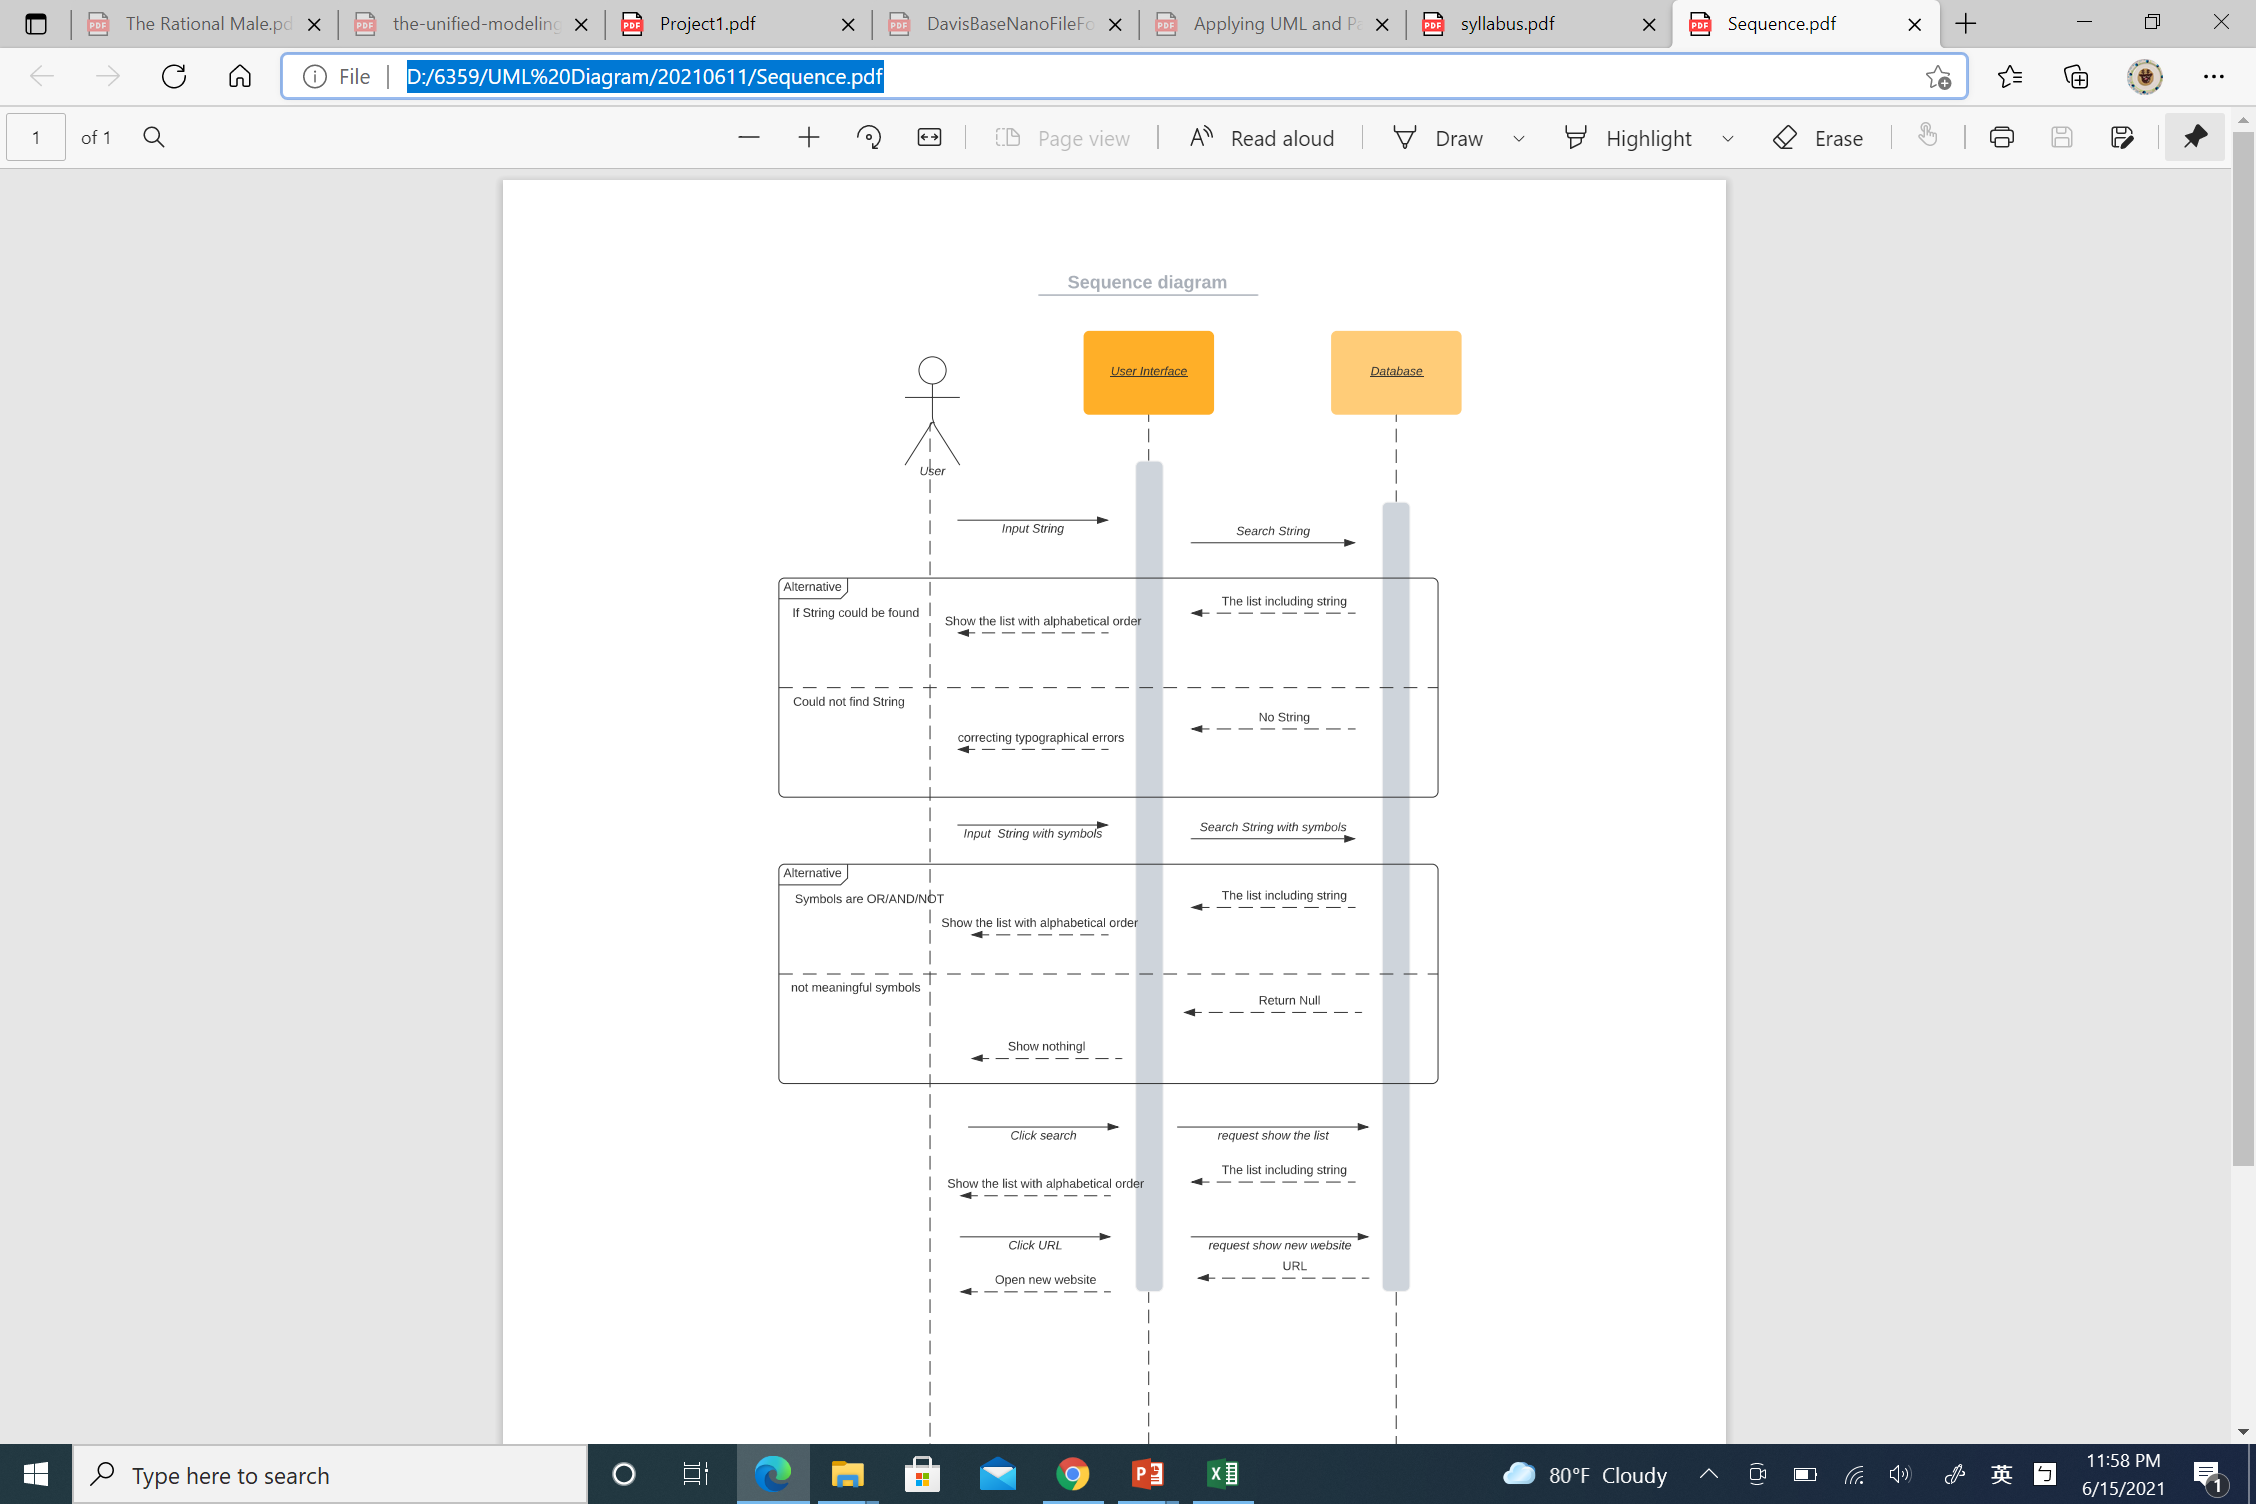 The Rational Male.pd
the-unified-modeling
Project1.pdf
DavisBaseNanoFileFo
Applying UML and Pa
syllabus.pdf
Sequence.pdf
File
D:/6359/UML%20Diagram/20210611/Sequence.pdf
1 of 1
Page view
Read aloud
Draw
Highlight
Erase
Sequence diagram
User Interface
Database
User
Input String
Search String
Alternative
If String could be found
The list including string
Show the list with alphabetical order
Could not find String
No String
correcting typographical errors
Input  String with symbols
Search String with symbols
Alternative
Symbols are OR/AND/NOT
The list including string
Show the list with alphabetical order
not meaningful symbols
Return Null
Show nothingl
Click search
request show the list
The list including string
Show the list with alphabetical order
Click URL
request show new website
URL
Open new website
Type here to search
80°F Cloudy
英
11:58 PM
6/15/2021
1